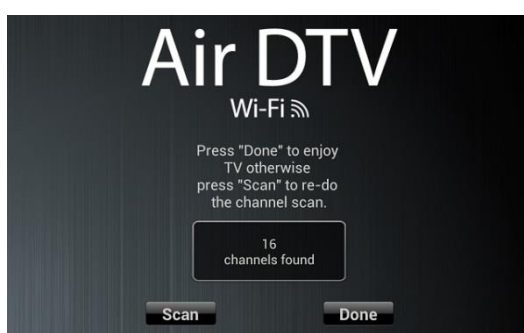 Air DTV
Wi-Fi
Press "Done" to enjoy
TV otherwise
press "Scan" to re-do
the channel scan.
16
channels found
Scan
Done